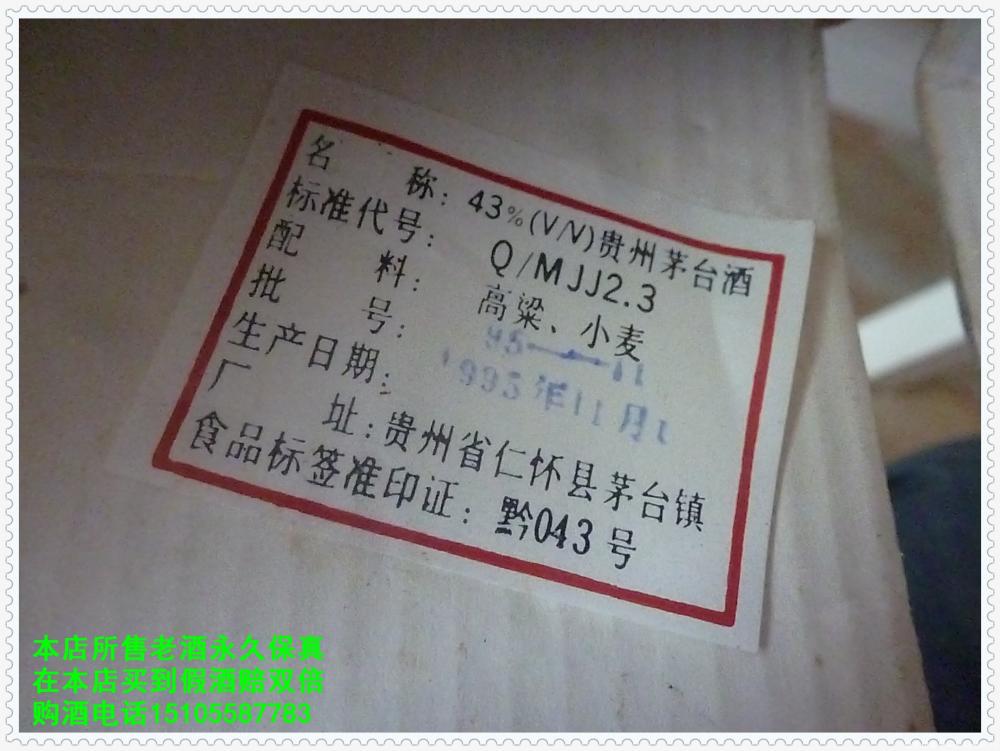 名 称: 43%(V/V)贵州茅台酒
标准代号: Q/MJJ2.3
配 料: 高粱、小麦
批 号: 95—11
生产日期: 1995年11月1
厂 址:贵州省仁怀县茅台镇
食品标签准印证: 黔043号
本店所售老酒永久保真
在本店买到假酒赔双倍
购酒电话15105587783